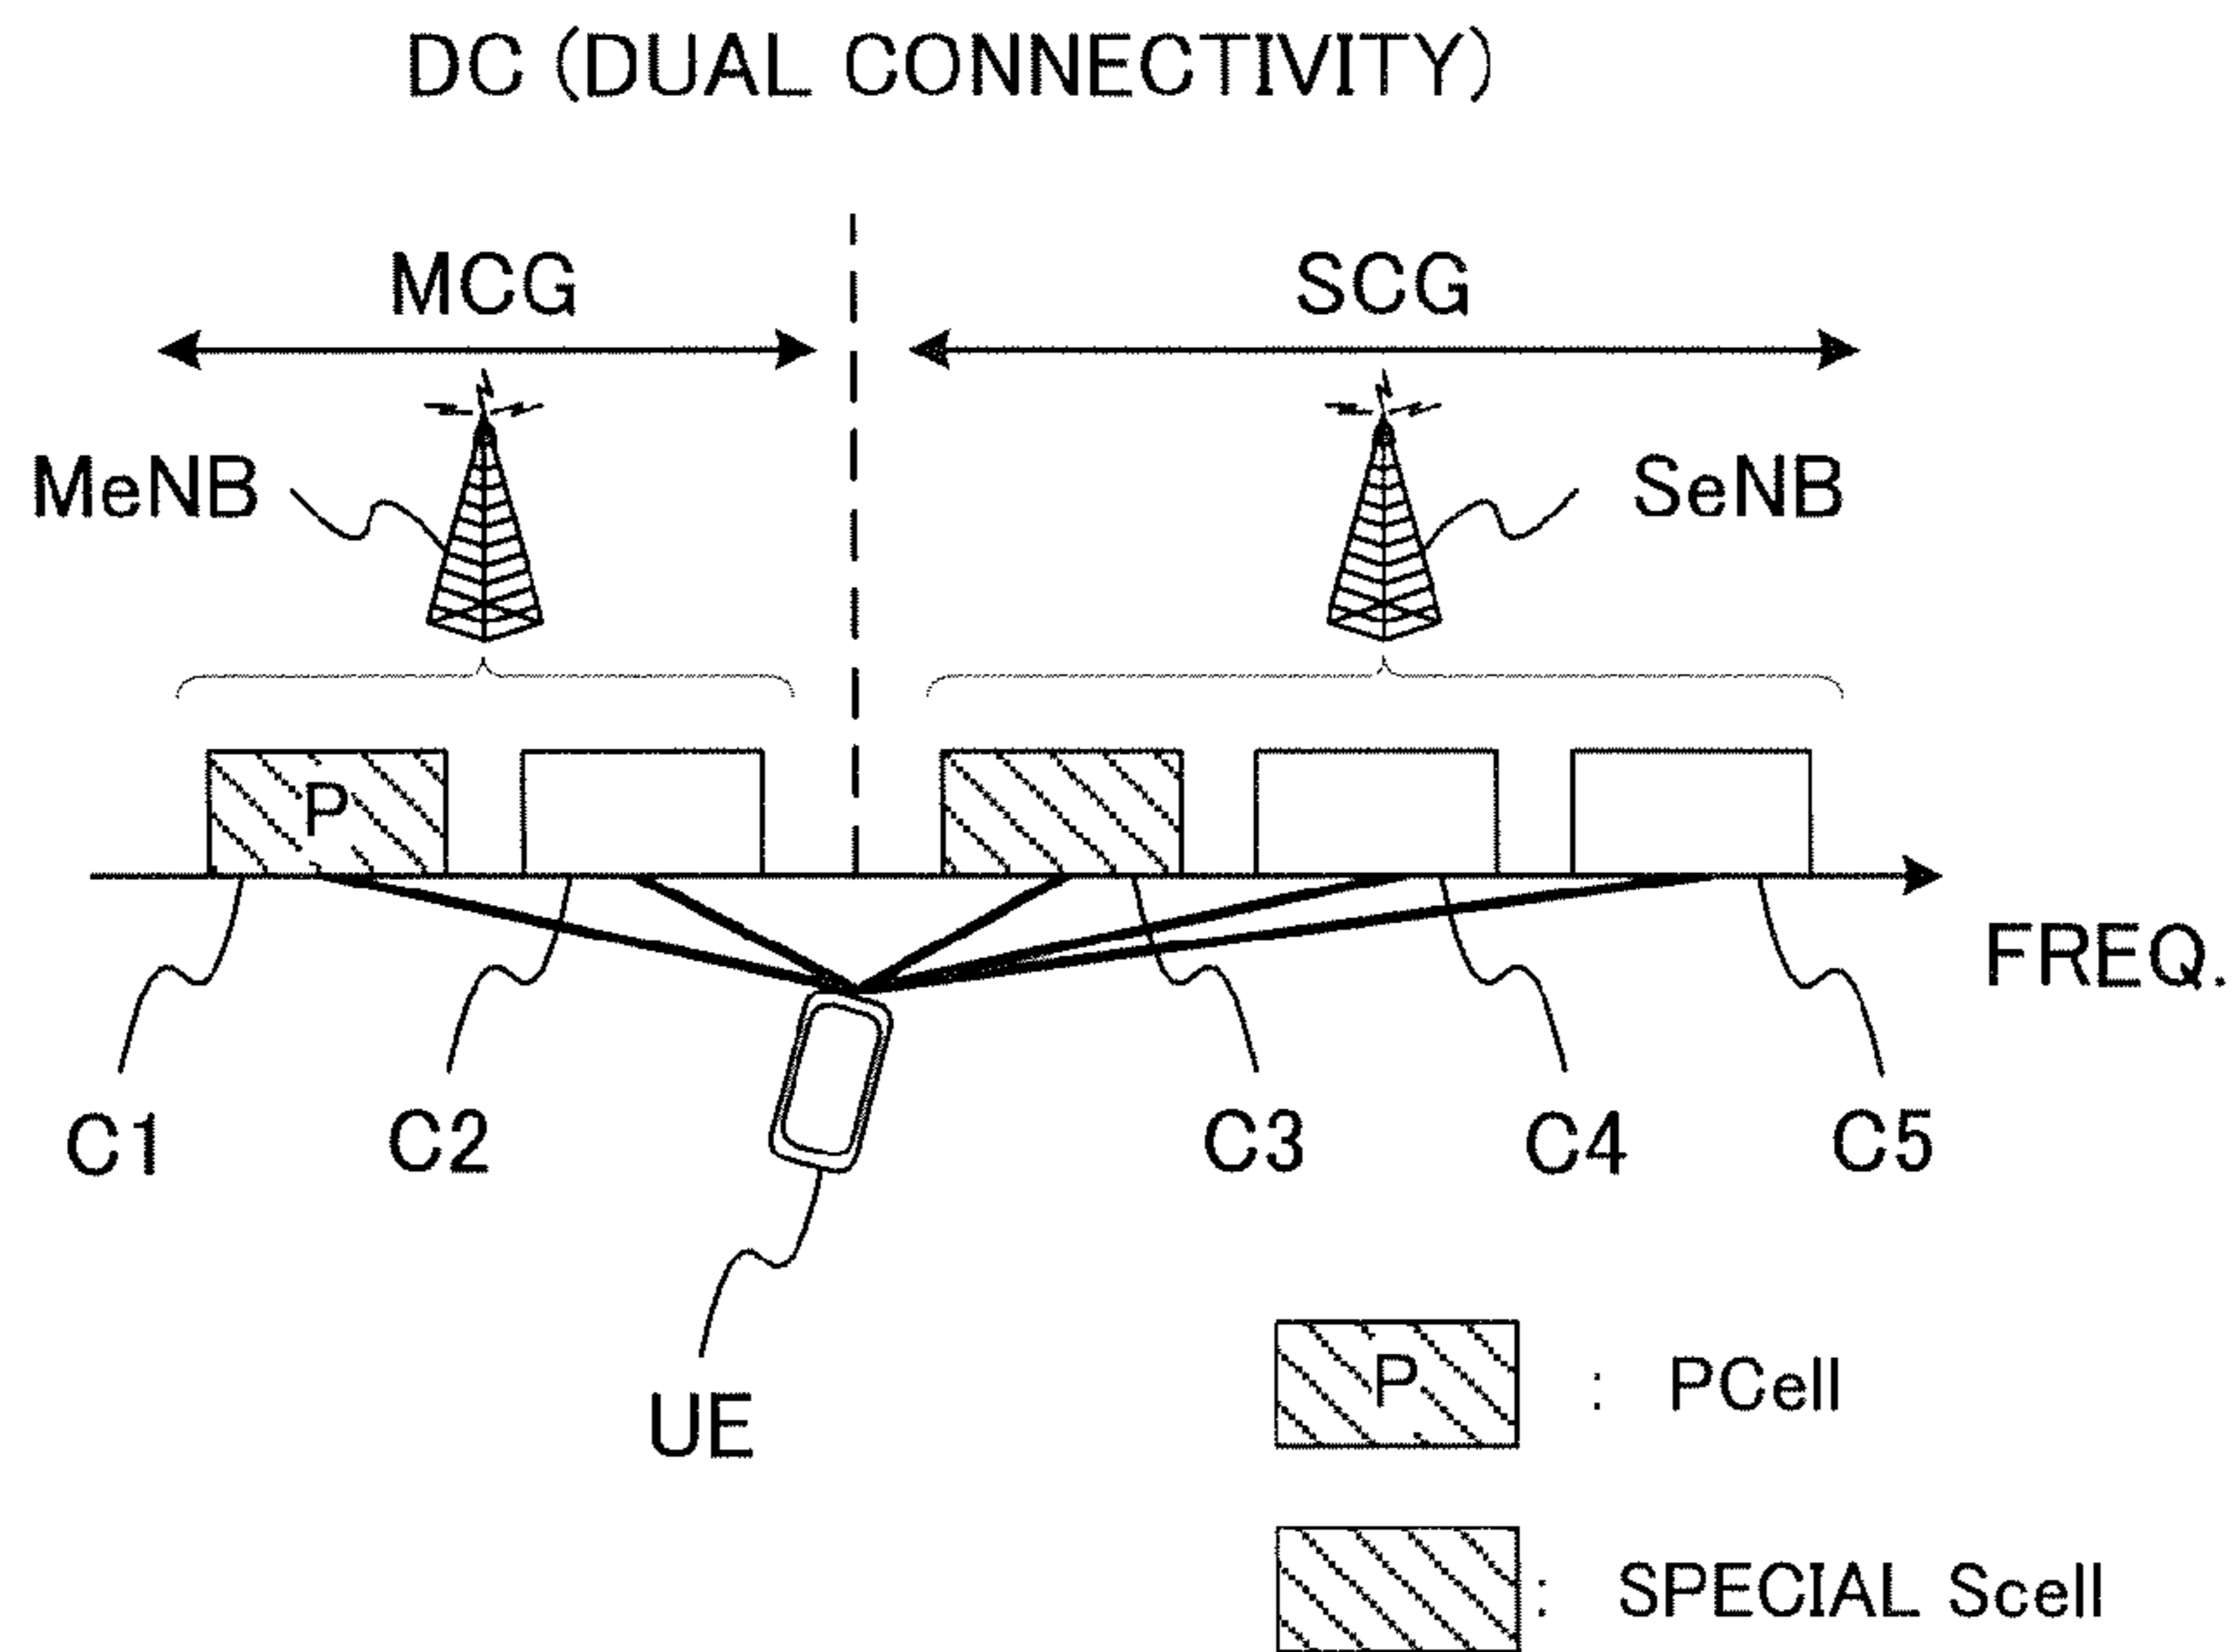 DC (DUAL CONNECTIVITY)
MCG
SCG
MeNB
SeNB
P
FREQ.
C1
C2
C3
C4
C5
UE
P : PCell
: SPECIAL Scell